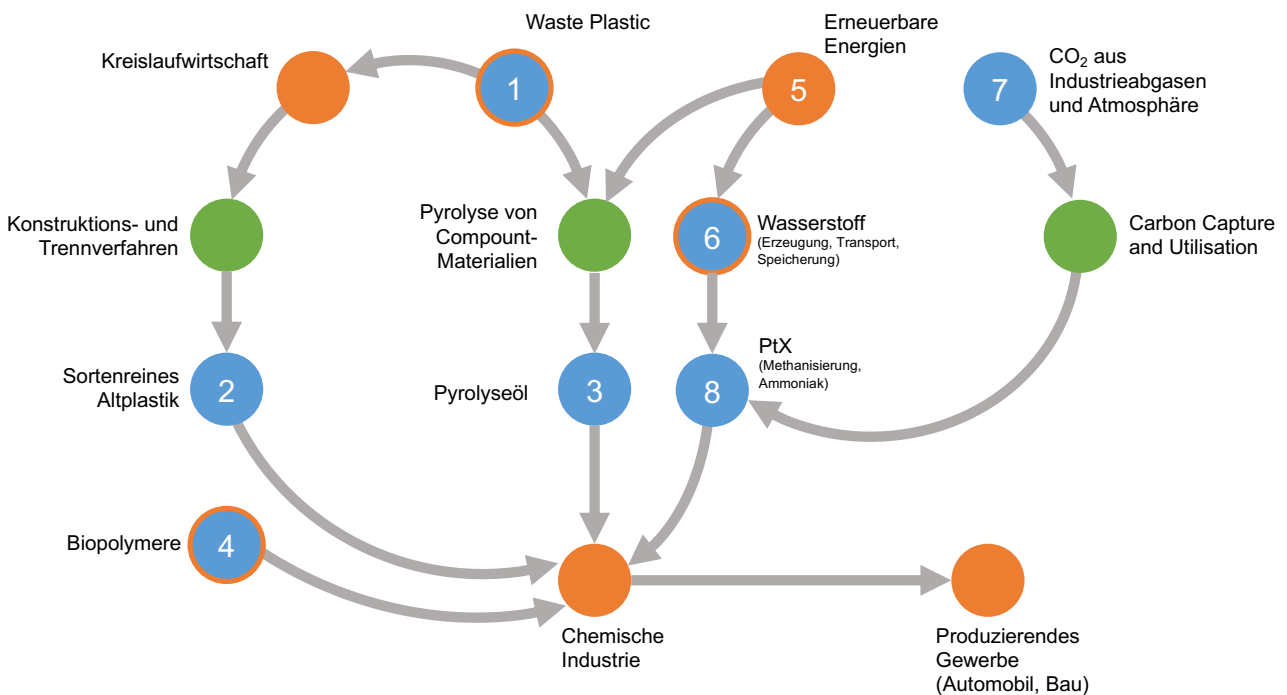 Waste Plastic
Erneuerbare
Energien
Kreislaufwirtschaft
1
5
7
CO₂ aus
Industrieabgasen
und Atmosphäre
Konstruktions- und
Trennverfahren
Pyrolyse von
Compount-
Materialien
6
Wasserstoff
(Erzeugung, Transport,
Speicherung)
Carbon Capture
and Utilisation
Sortenreines
Altplastik
2
Pyrolyseöl
3
8
PtX
(Methanisierung,
Ammoniak)
Biopolymere
4
Chemische
Industrie
Produzierendes
Gewerbe
(Automobil, Bau)